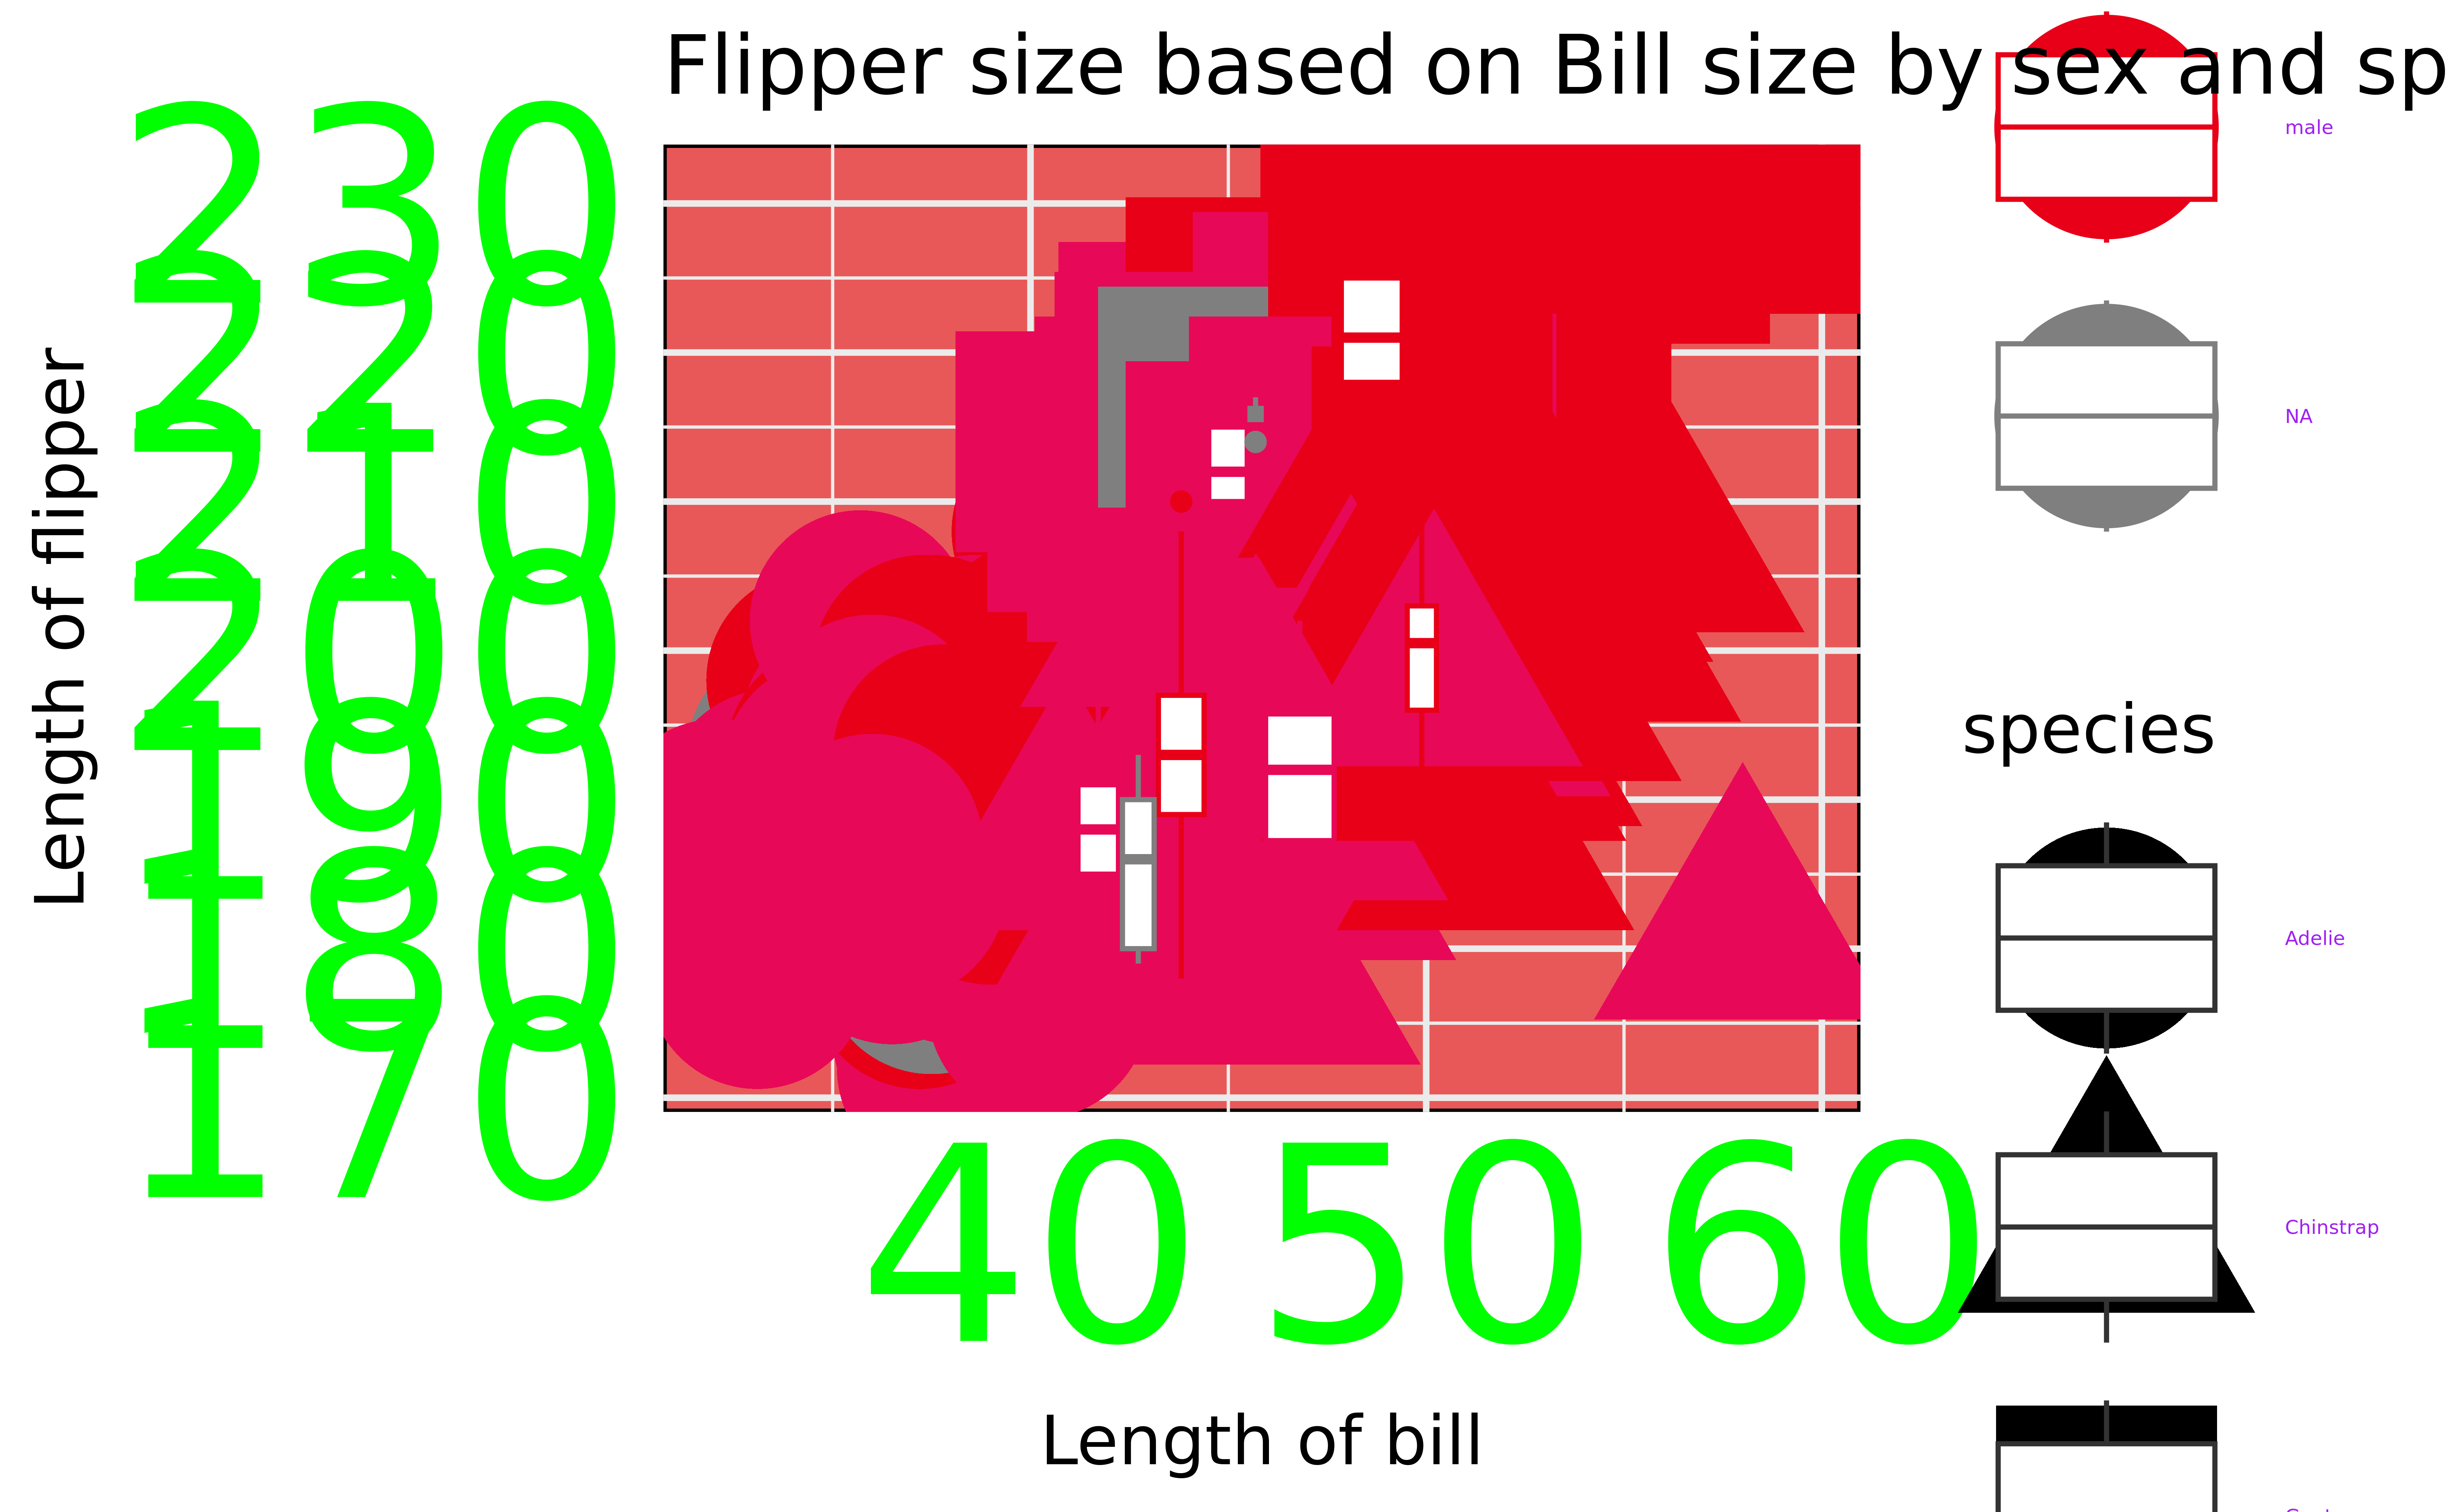 Flipper size based on Bill size by sex and sp
male
NA
species
Adelie
Chinstrap
Length of flipper
230
220
210
200
190
180
170
40 50 60
Length of bill